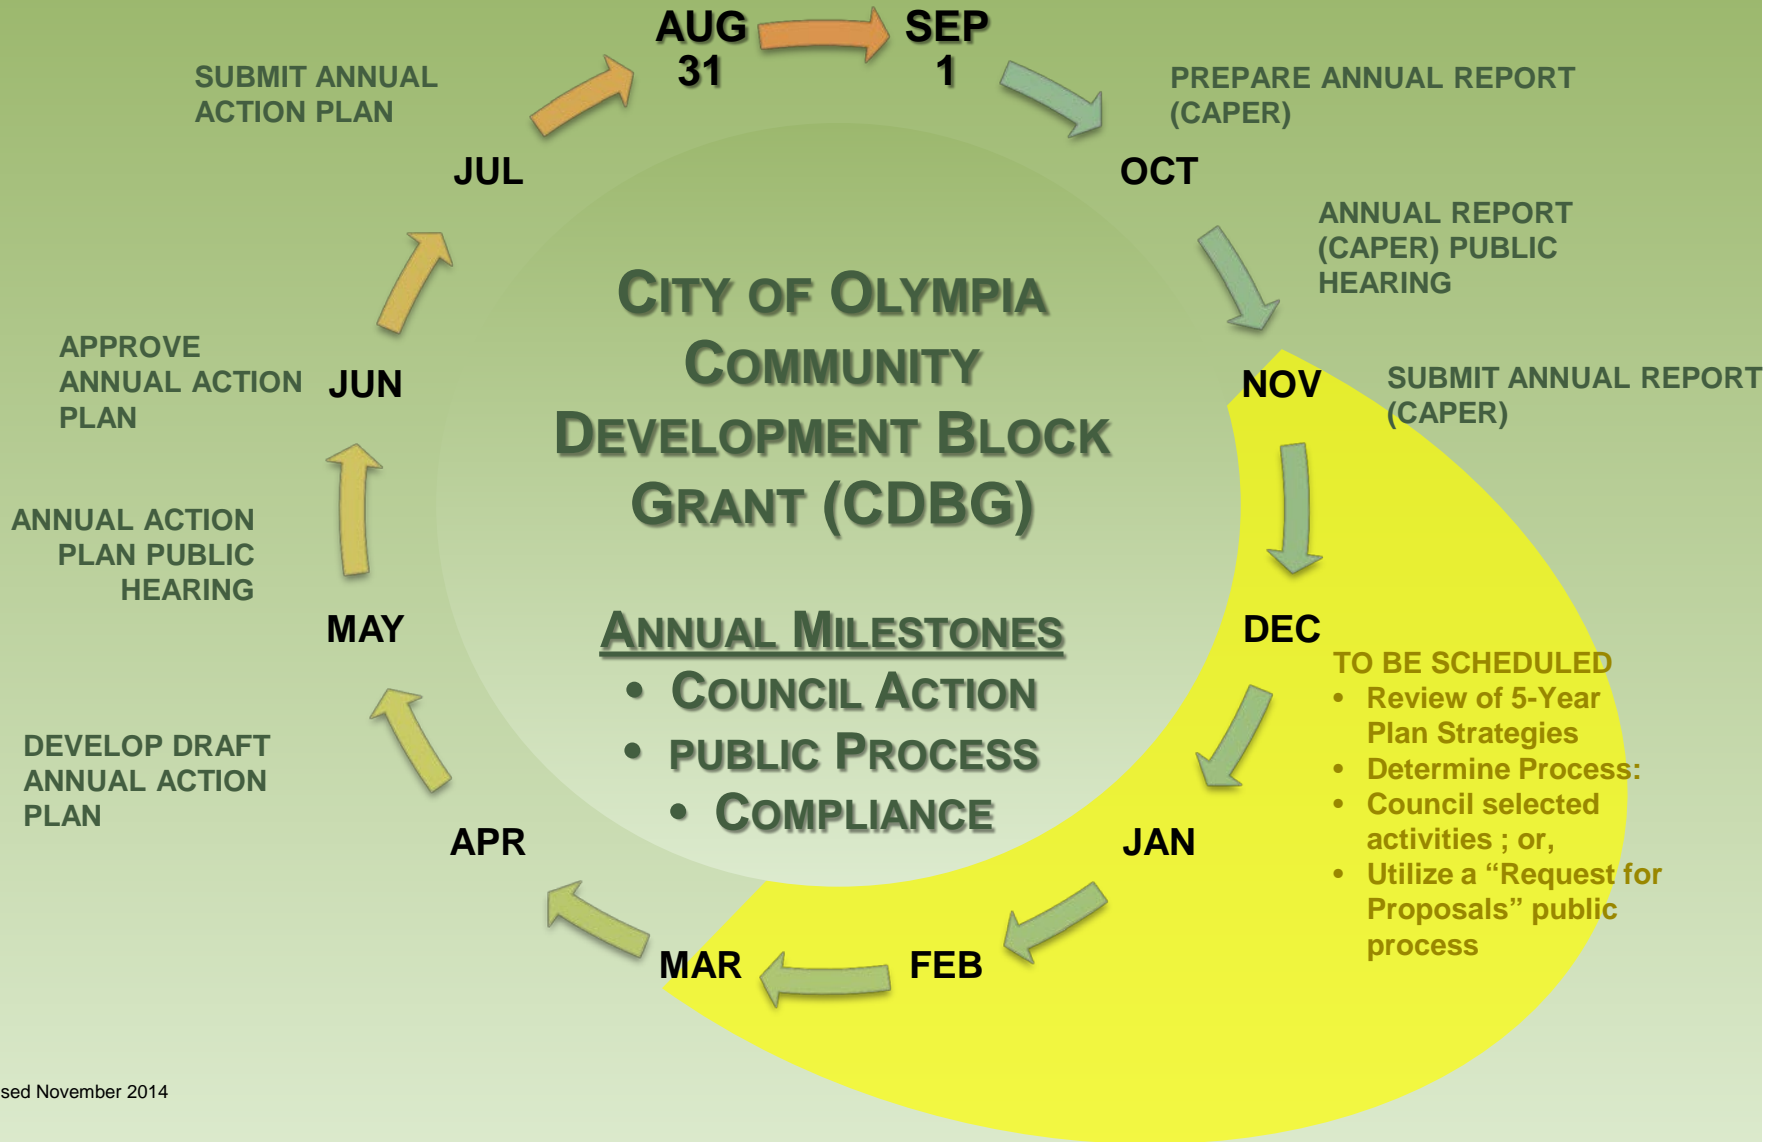 AUG
31
SEP
1
PREPARE ANNUAL REPORT
(CAPER)
OCT
ANNUAL REPORT
(CAPER) PUBLIC
HEARING
NOV
SUBMIT ANNUAL REPORT
(CAPER)
DEC
TO BE SCHEDULED
• Review of 5-Year
Plan Strategies
• Determine Process:
• Council selected
activities ; or,
• Utilize a “Request for
Proposals” public
process
JAN
FEB
MAR
APR
DEVELOP DRAFT
ANNUAL ACTION
PLAN
MAY
ANNUAL ACTION
PLAN PUBLIC
HEARING
JUN
APPROVE
ANNUAL ACTION
PLAN
JUL
SUBMIT ANNUAL
ACTION PLAN
CITY OF OLYMPIA
COMMUNITY
DEVELOPMENT BLOCK
GRANT (CDBG)
ANNUAL MILESTONES
• COUNCIL ACTION
• PUBLIC PROCESS
• COMPLIANCE
sed November 2014